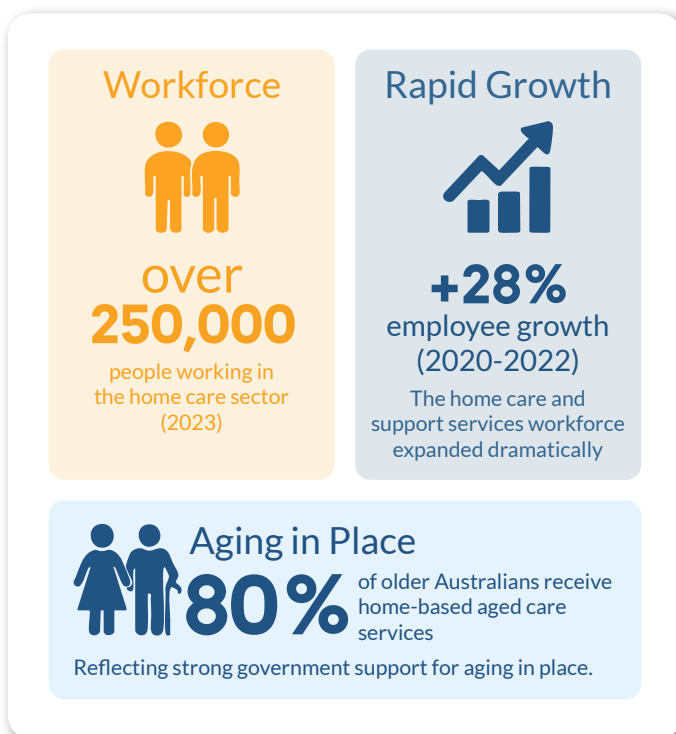 Workforce
over
250,000
people working in
the home care sector
(2023)
Rapid Growth
+28%
employee growth
(2020-2022)
The home care and
support services workforce
expanded dramatically
Aging in Place
80%
of older Australians receive
home-based aged care
services
Reflecting strong government support for aging in place.